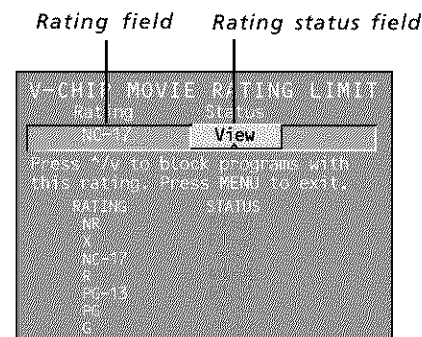 Rating field Rating status field
V-CHIP MOVIE RATING LIMIT
Rating Status
NC-17 View
Press ^/v to block programs with
this rating. Press MENU to exit.
RATING STATUS
NR
X
NC-17
R
PG-13
PG
G